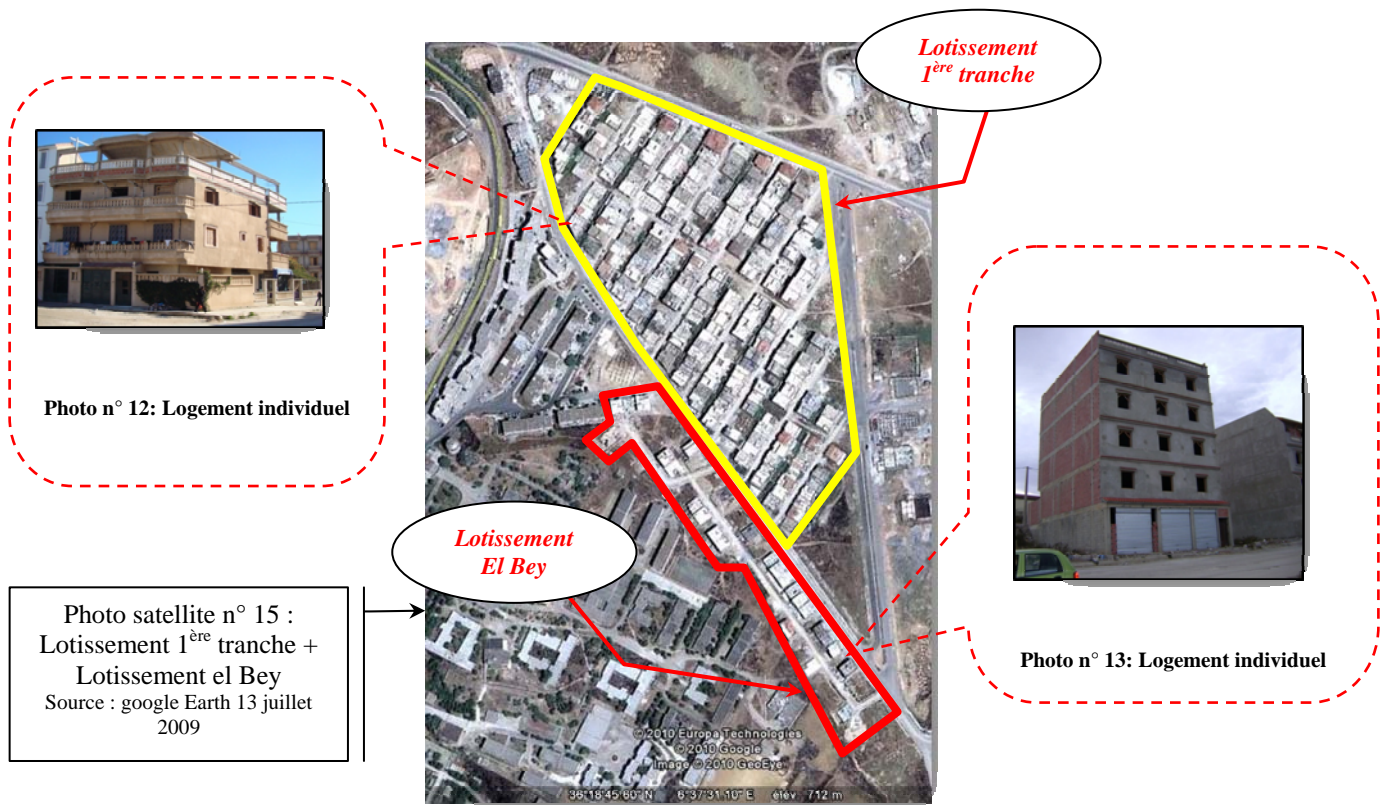 Lotissement
1ère tranche
Photo n° 12: Logement individuel
Lotissement
El Bey
Photo satellite n° 15 :
Lotissement 1ère tranche +
Lotissement el Bey
Source : google Earth 13 juillet
2009
Photo n° 13: Logement individuel
© 2010 Europa Technologies
© 2010 Google
Image © 2010 GeoEye
36°18'45.60" N 6°37'31.10" E élév. 712 m